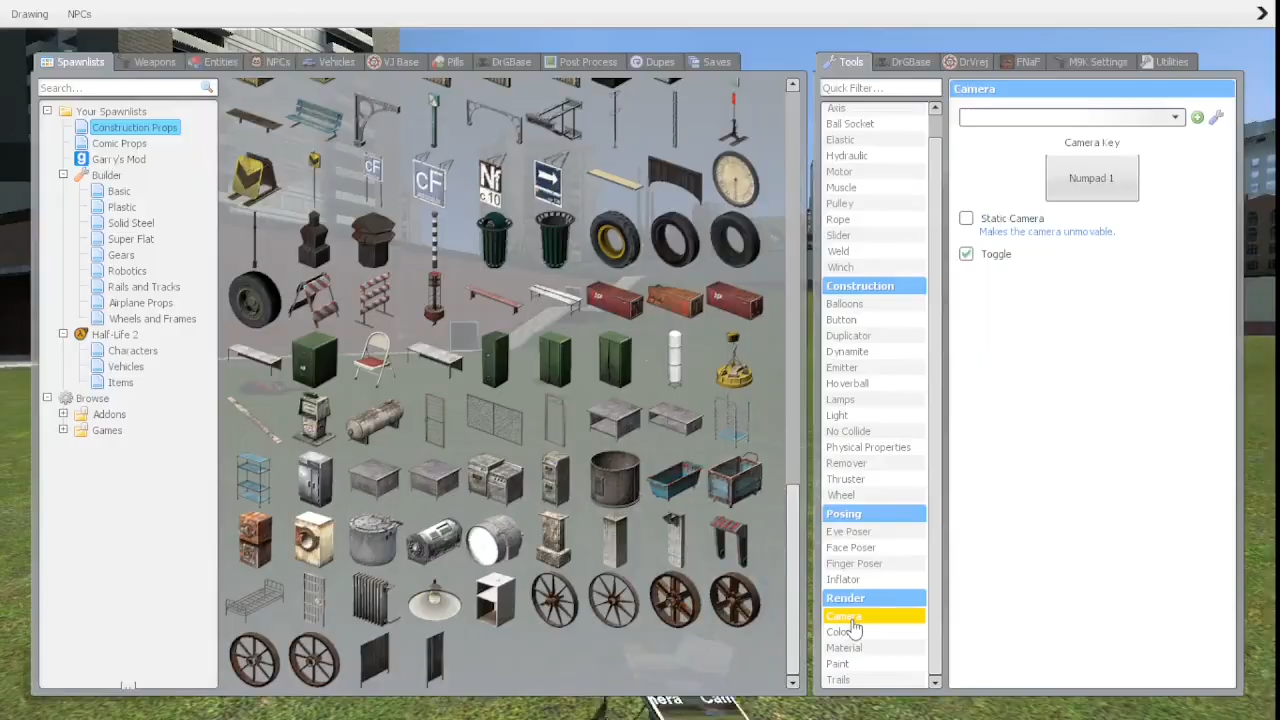 Drawing NPCs
Spawnlists Weapons Entities NPCs Vehicles VJ Base Pills DrGBase Post Process Dupes Saves
Tools DrGBase DrVrej FNaF M9K Settings Utilities
Search...
Your Spawnlists
Construction Props
Comic Props
Garry's Mod
Builder
Basic
Plastic
Solid Steel
Super Flat
Gears
Robotics
Rails and Tracks
Airplane Props
Wheels and Frames
Half-Life 2
Characters
Vehicles
Items
Browse
Addons
Games
cF
cF
Nf
c.10
Quick Filter...
Axis
Ball Socket
Elastic
Hydraulic
Motor
Muscle
Pulley
Rope
Slider
Weld
Winch
Construction
Balloons
Button
Duplicator
Dynamite
Emitter
Hoverball
Lamps
Light
No Collide
Physical Properties
Remover
Thruster
Wheel
Posing
Eye Poser
Face Poser
Finger Poser
Inflator
Render
Camera
Material
Paint
Trails
Camera
Camera Key
Numpad 1
Static Camera
Makes the camera unmovable.
Toggle